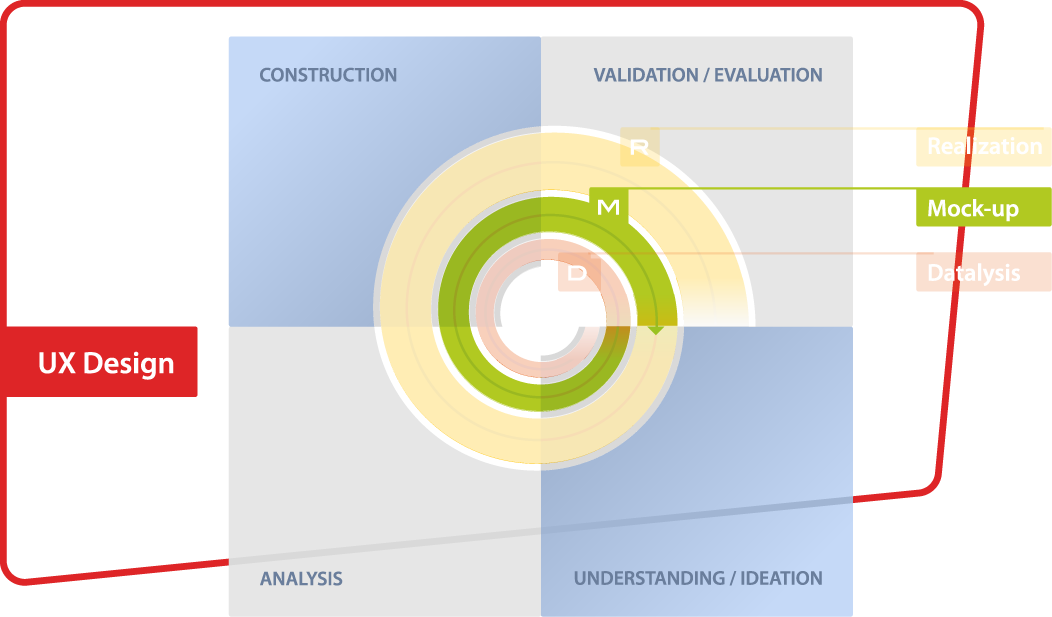 CONSTRUCTION
VALIDATION / EVALUATION
R
Realization
M
Mock-up
D
Datalysis
UX Design
ANALYSIS
UNDERSTANDING / IDEATION